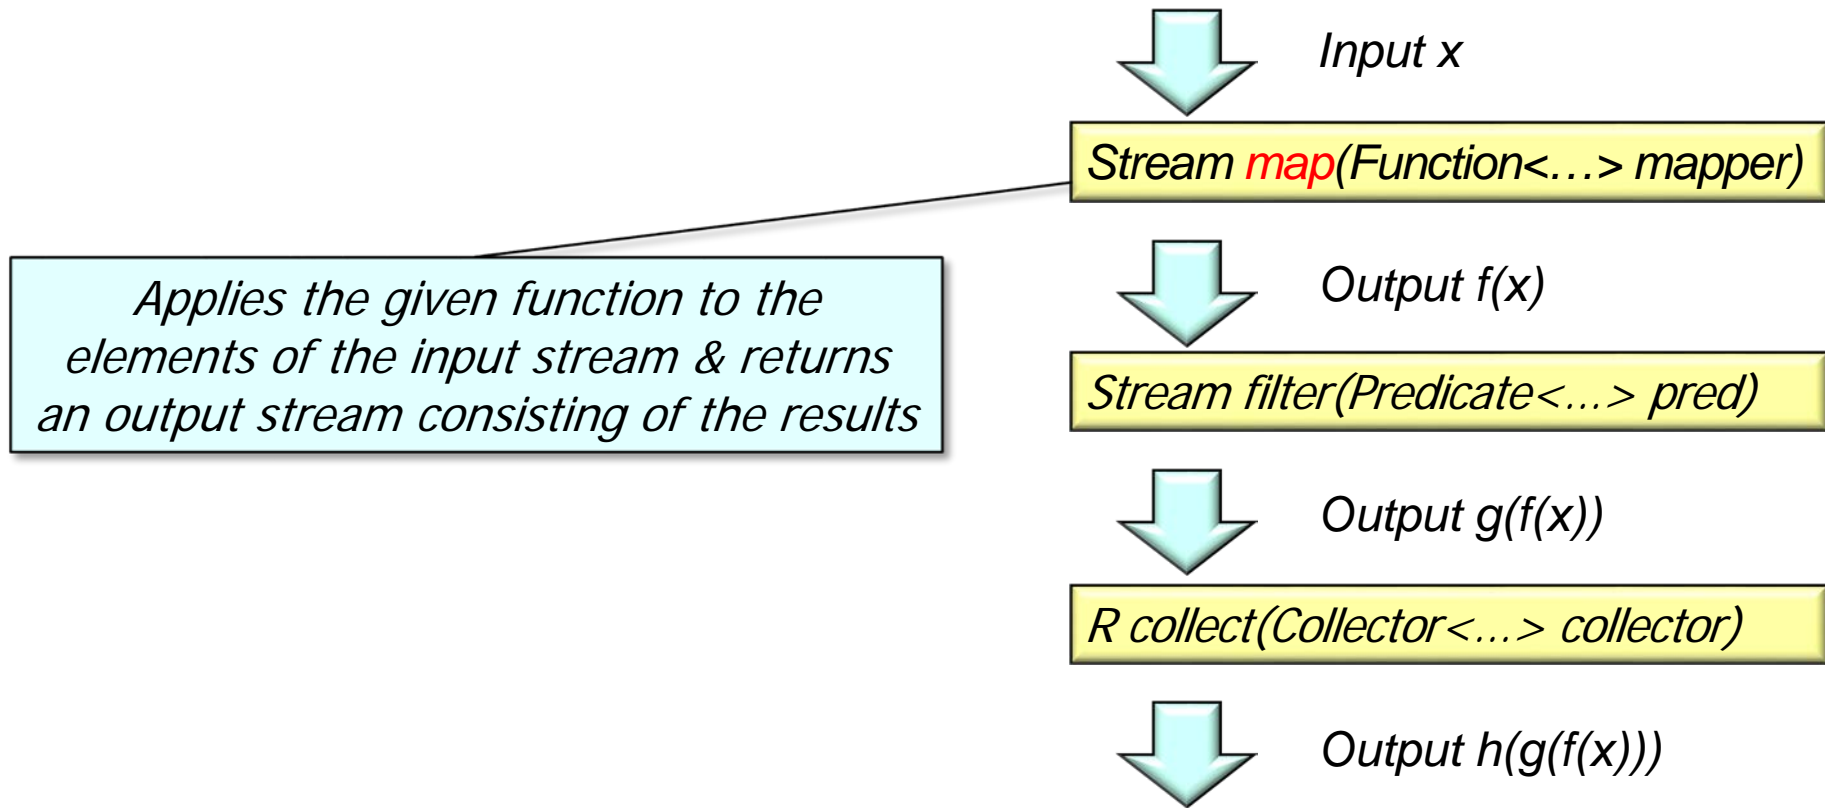 Input x
Stream map(Function<...> mapper)
Output f(x)
Applies the given function to the
elements of the input stream & returns
an output stream consisting of the results
Stream filter(Predicate<...> pred)
Output g(f(x))
R collect(Collector<...> collector)
Output h(g(f(x)))